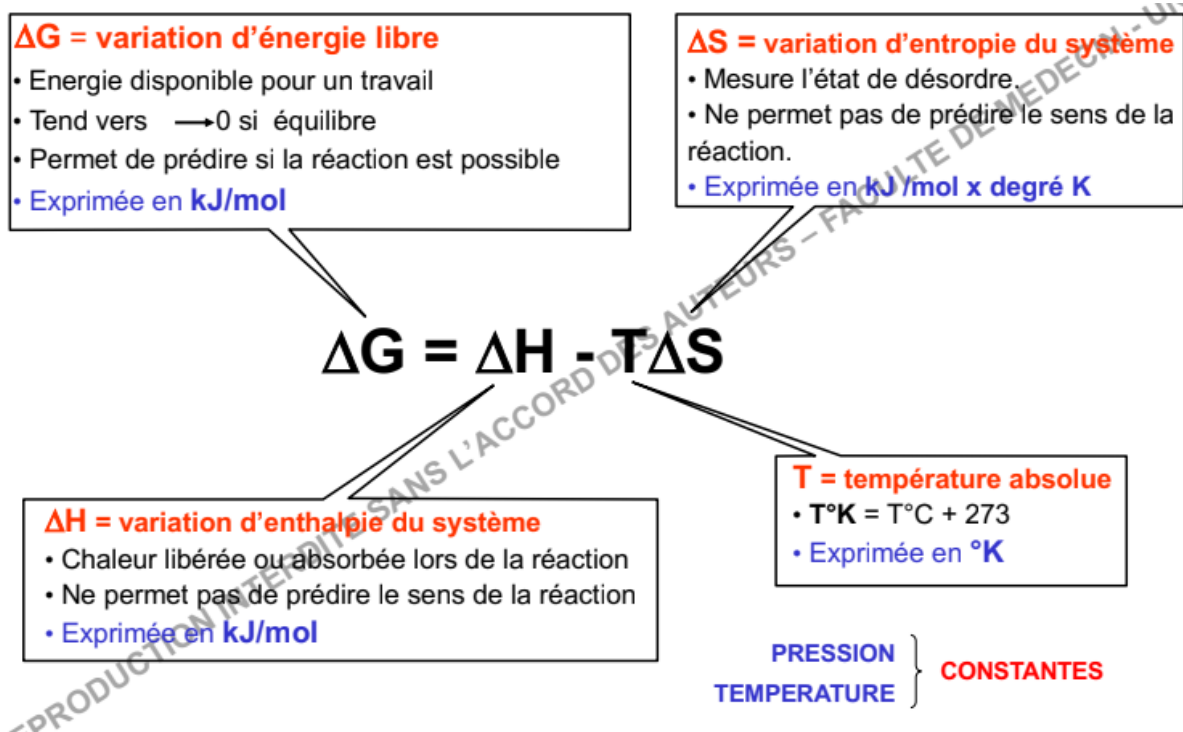 ΔG = variation d'énergie libre
• Energie disponible pour un travail
• Tend vers →0 si équilibre
• Permet de prédire si la réaction est possible
• Exprimée en kJ/mol
ΔS = variation d'entropie du système
• Mesure l'état de désordre.
• Ne permet pas de prédire le sens de la
réaction.
• Exprimée en kJ /mol x degré K
ΔG = ΔH - TΔS
ΔH = variation d'enthalpie du système
• Chaleur libérée ou absorbée lors de la réaction
• Ne permet pas de prédire le sens de la réaction
• Exprimée en kJ/mol
T = température absolue
• T°K = T°C + 273
• Exprimée en °K
PRESSION
TEMPERATURE
CONSTANTES
INTERDITE SANS L'ACCORD DES AUTEURS – FACULTE DE MEDECIN -